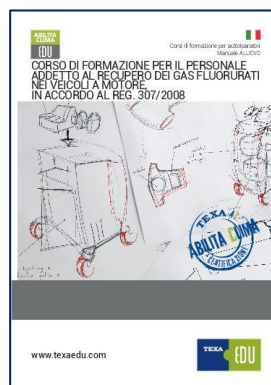 ABILITA
CLIMA
EDU
Corsi di formazione per autoriparatori
Manuale ALLIEVO
CORSO DI FORMAZIONE PER IL PERSONALE
ADDETTO AL RECUPERO DEI GAS FLUORURATI
NEI VEICOLI A MOTORE,
IN ACCORDO AL REG. 307/2008
TEXA
ABILITA CLIMA
CERTIFICAZIONE
www.texaedu.com
TEXA EDU